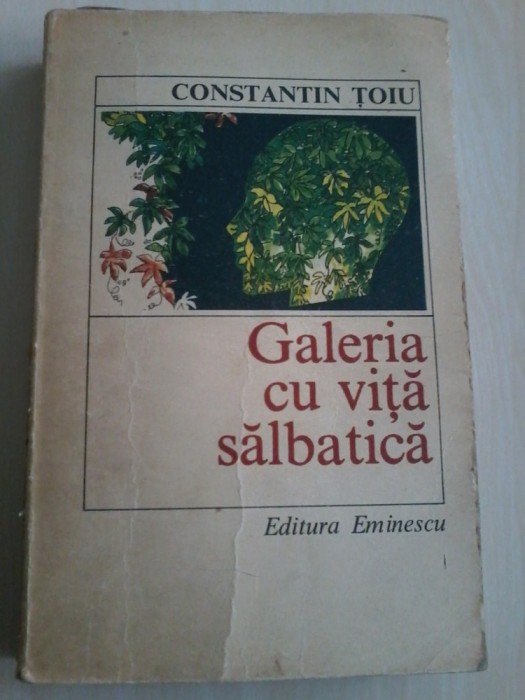 CONSTANTIN ȚOIU
Galeria
cu viță
sălbatică
Editura Eminescu